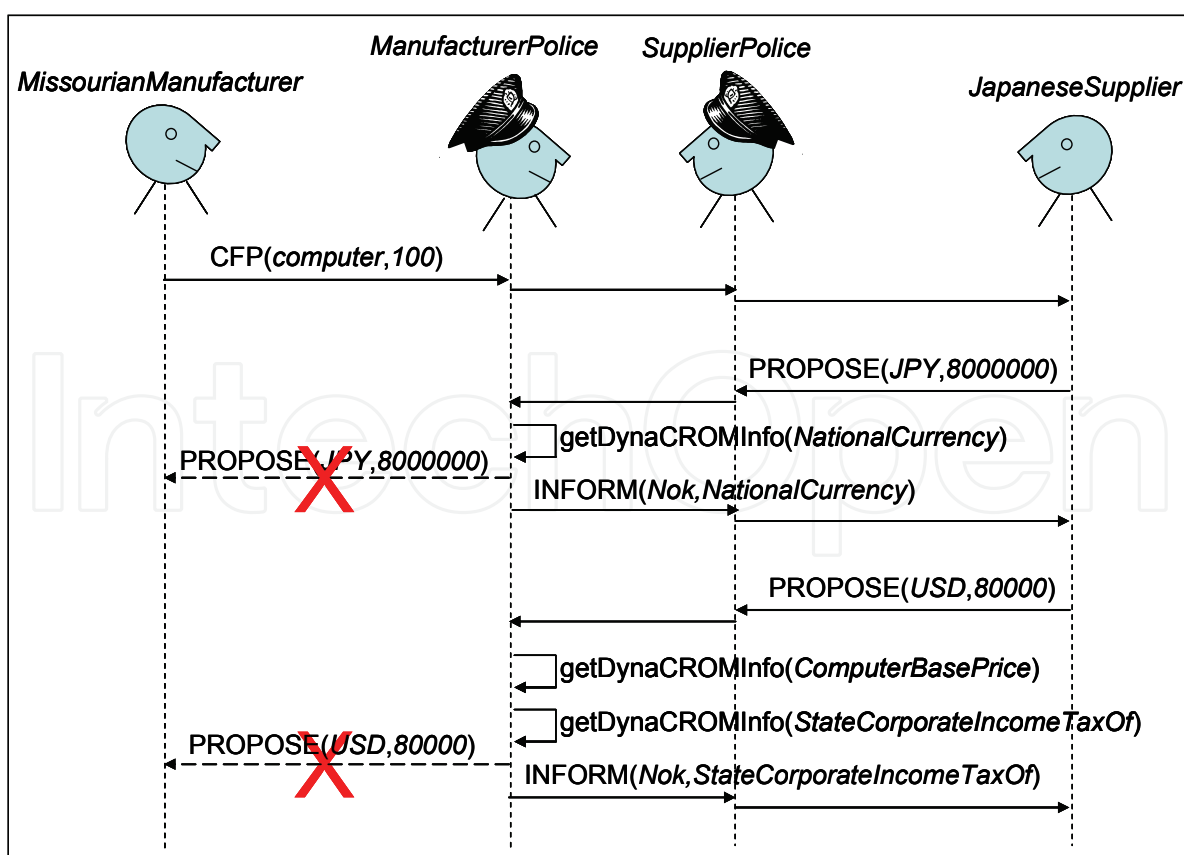 ManufacturerPolice
SupplierPolice
MissourianManufacturer
JapaneseSupplier
CFP(computer,100)
PROPOSE(JPY,8000000)
getDynaCROMInfo(NationalCurrency)
PROPOSE(JPY,8000000)
INFORM(Nok,NationalCurrency)
PROPOSE(USD,80000)
getDynaCROMInfo(ComputerBasePrice)
getDynaCROMInfo(StateCorporateIncomeTaxOf)
PROPOSE(USD,80000)
INFORM(Nok,StateCorporateIncomeTaxOf)
IntechOpen